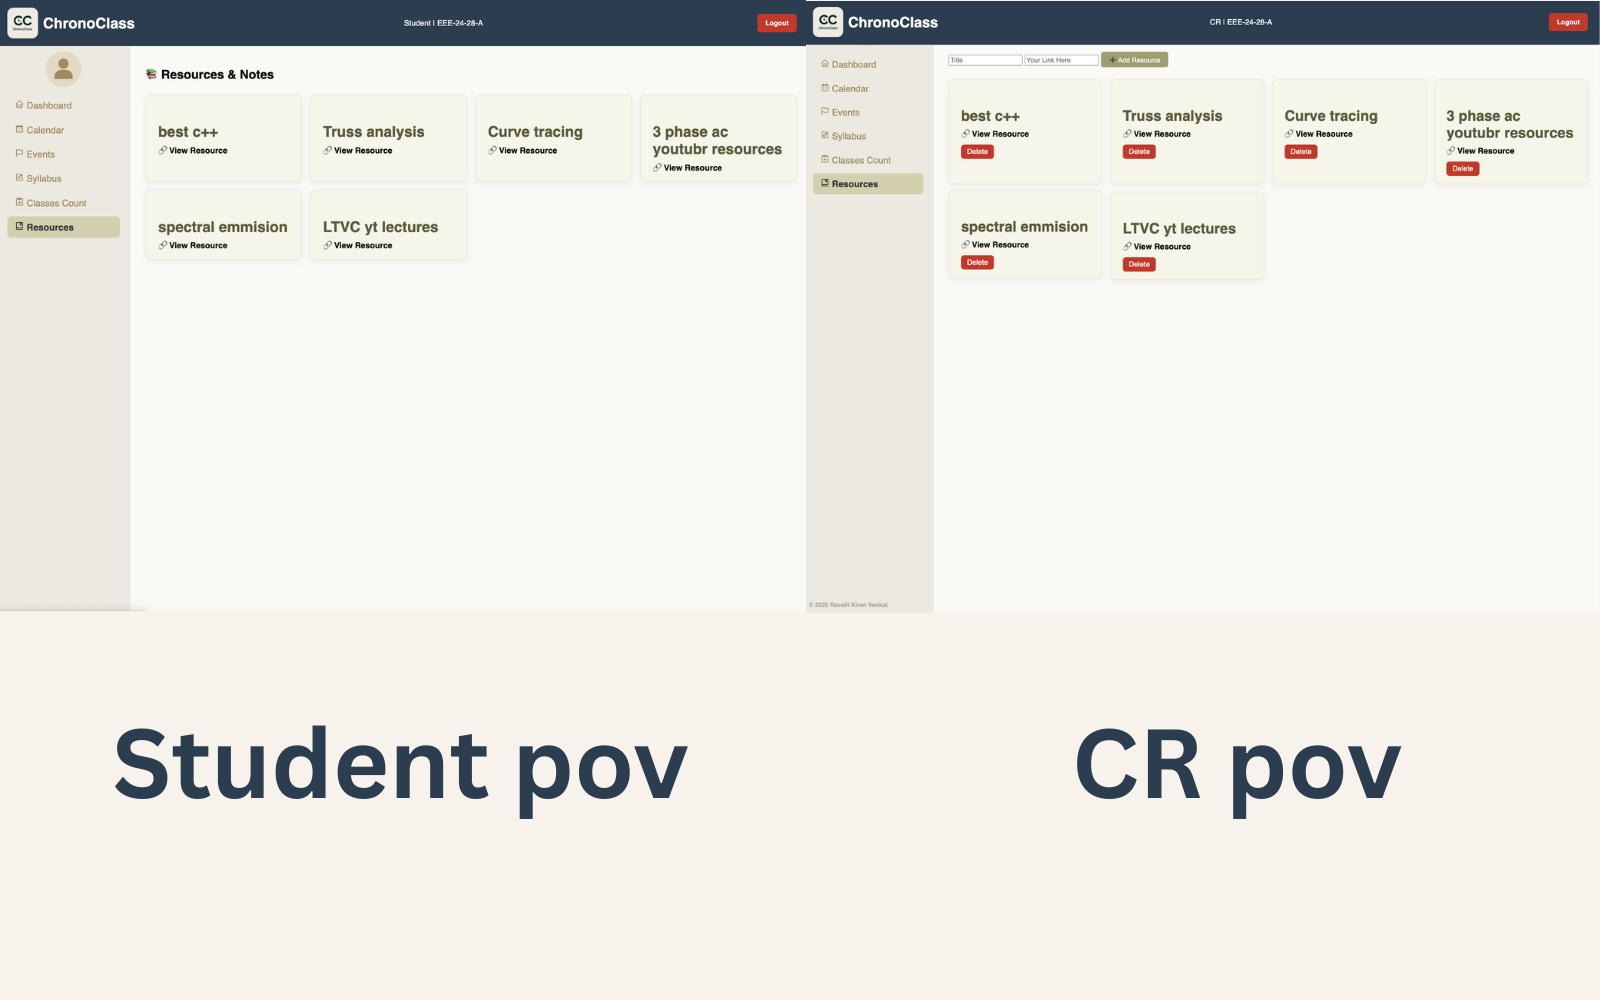 CC
ChronoClass
ChronoClass
Student | EEE-24-28-A
Logout
Dashboard
Calendar
Events
Syllabus
Classes Count
Resources
Resources & Notes
best c++
View Resource
Truss analysis
View Resource
Curve tracing
View Resource
3 phase ac
youtubr resources
View Resource
spectral emmision
View Resource
LTVC yt lectures
View Resource
CC
ChronoClass
ChronoClass
CR | EEE-24-28-A
Logout
Dashboard
Calendar
Events
Syllabus
Classes Count
Resources
Title
Your Link Here
Add Resource
best c++
View Resource
Delete
Truss analysis
View Resource
Delete
Curve tracing
View Resource
Delete
3 phase ac
youtubr resources
View Resource
Delete
spectral emmision
View Resource
Delete
LTVC yt lectures
View Resource
Delete
© 2025 Revelli Kiran Venkat
Student pov
CR pov